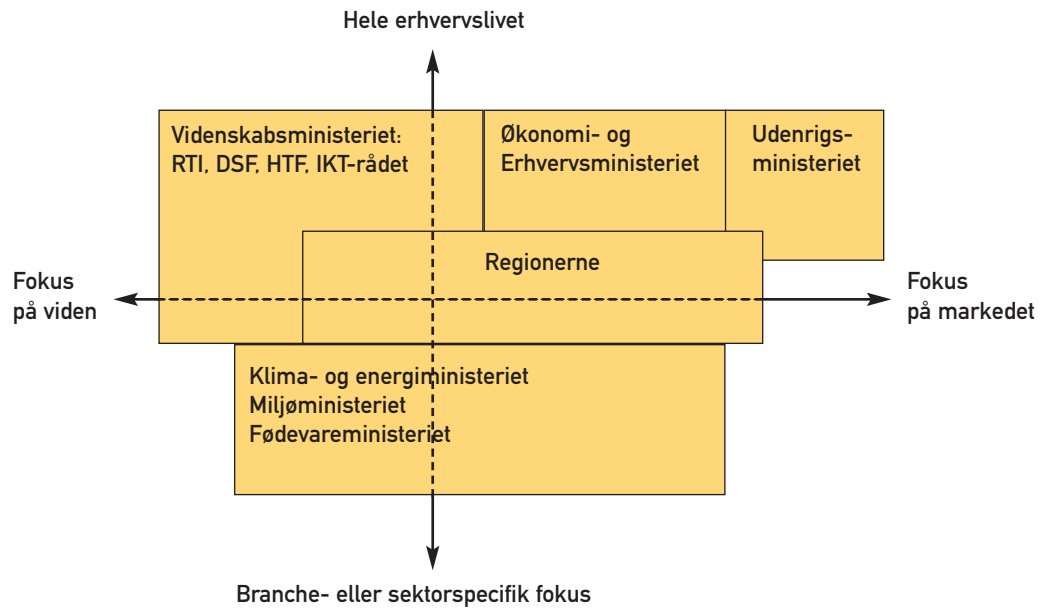 Hele erhvervslivet
Videnskabsministeriet:
RTI, DSF, HTF, IKT-rådet
Økonomi- og
Erhvervsministeriet
Udenrigs-
ministeriet
Regionerne
Fokus
på viden
Fokus
på markedet
Klima- og energiministeriet
Miljøministeriet
Fødevareministeriet
Branche- eller sektorspecifik fokus